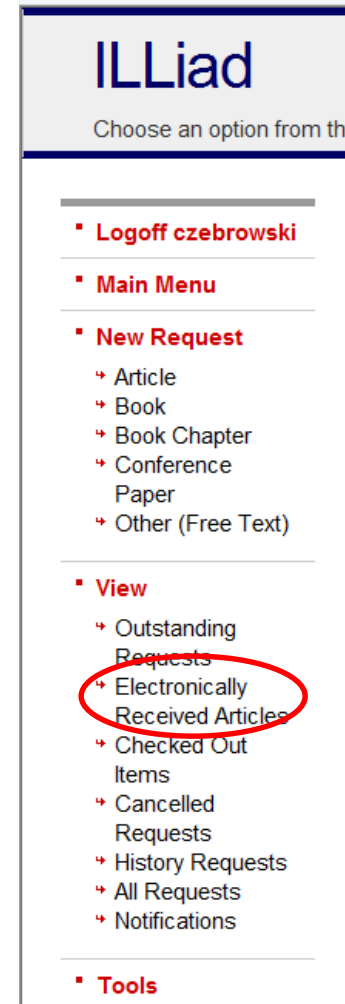 ILLiad
Choose an option from th
Logoff czebrowski
Main Menu
New Request
Article
Book
Book Chapter
Conference
Paper
Other (Free Text)
View
Outstanding
Requests
Electronically
Received Articles
Checked Out
Items
Cancelled
Requests
History Requests
All Requests
Notifications
Tools